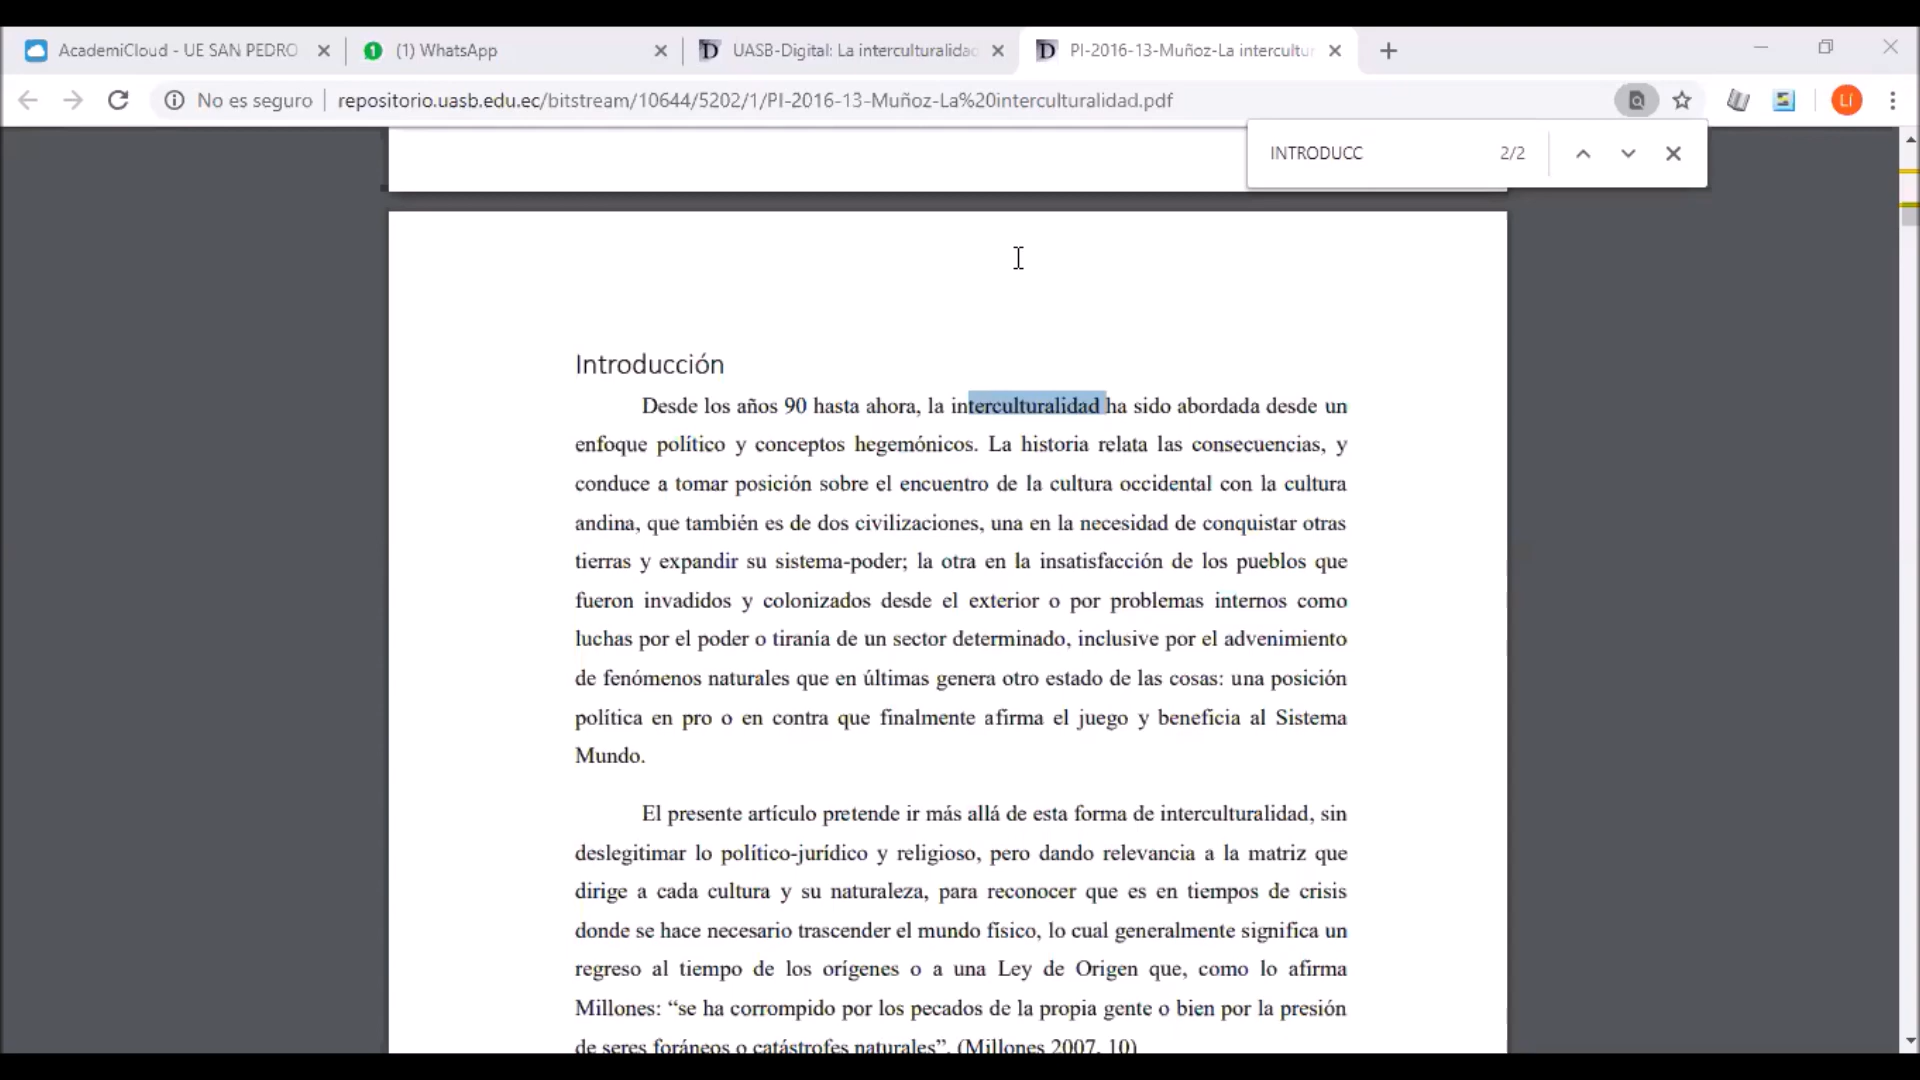 AcademiCloud - UE SAN PEDRO
1
(1) WhatsApp
UASB-Digital: La interculturalidad
PI-2016-13-Muñoz-La intercultur
No es seguro
repositorio.uasb.edu.ec/bitstream/10644/5202/1/PI-2016-13-Muñoz-La%20interculturalidad.pdf
Lí
INTRODUCC 2/2
Introducción
Desde los años 90 hasta ahora, la interculturalidad ha sido abordada desde un
enfoque político y conceptos hegemónicos. La historia relata las consecuencias, y
conduce a tomar posición sobre el encuentro de la cultura occidental con la cultura
andina, que también es de dos civilizaciones, una en la necesidad de conquistar otras
tierras y expandir su sistema-poder; la otra en la insatisfacción de los pueblos que
fueron invadidos y colonizados desde el exterior o por problemas internos como
luchas por el poder o tiranía de un sector determinado, inclusive por el advenimiento
de fenómenos naturales que en últimas genera otro estado de las cosas: una posición
política en pro o en contra que finalmente afirma el juego y beneficia al Sistema
Mundo.
El presente artículo pretende ir más allá de esta forma de interculturalidad, sin
deslegitimar lo político-jurídico y religioso, pero dando relevancia a la matriz que
dirige a cada cultura y su naturaleza, para reconocer que es en tiempos de crisis
donde se hace necesario trascender el mundo físico, lo cual generalmente significa un
regreso al tiempo de los orígenes o a una Ley de Origen que, como lo afirma
Millones: “se ha corrompido por los pecados de la propia gente o bien por la presión
de seres foráneos o catástrofes naturales”. (Millones 2007, 10)